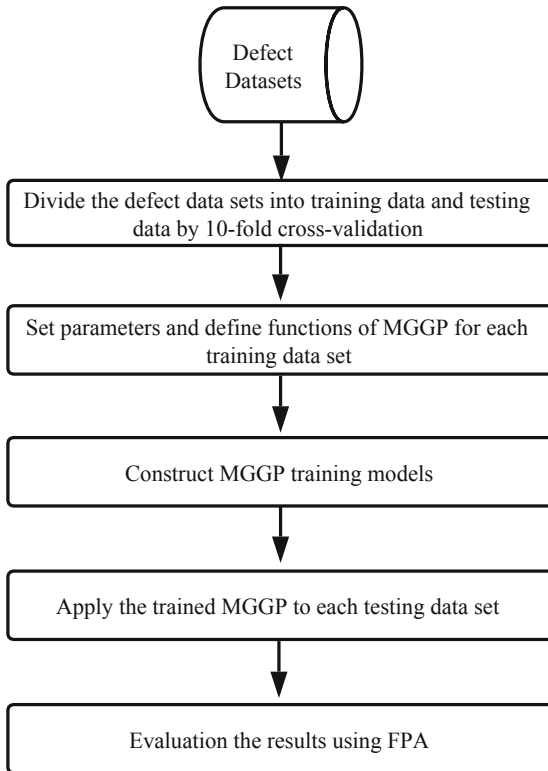 Defect
Datasets
Divide the defect data sets into training data and testing
data by 10-fold cross-validation
Set parameters and define functions of MGGP for each
training data set
Construct MGGP training models
Apply the trained MGGP to each testing data set
Evaluation the results using FPA